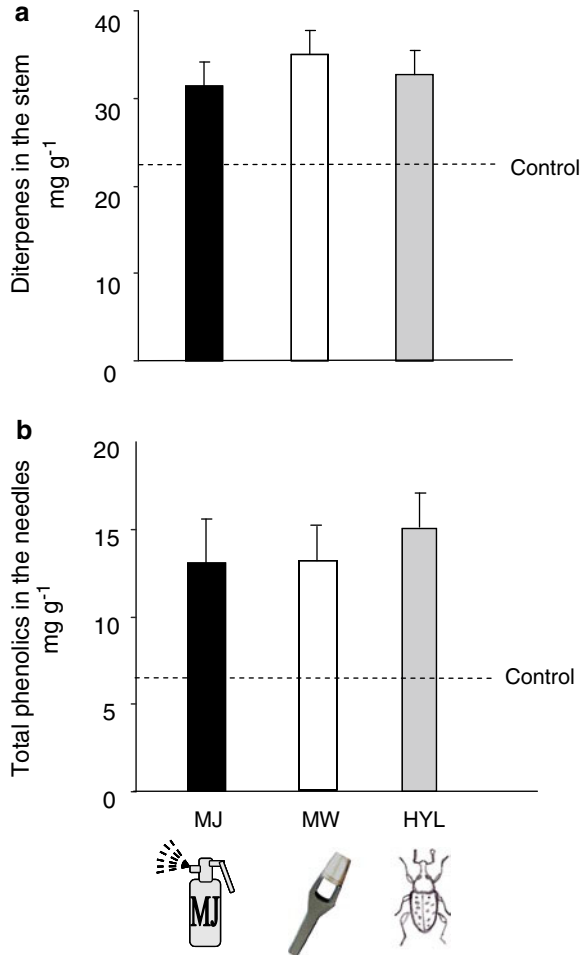 a
Diterpenes in the stem
mg g-1
40
30
20
10
0
Control
b
Total phenolics in the needles
mg g-1
20
15
10
5
0
Control
MJ MW HYL
MJ